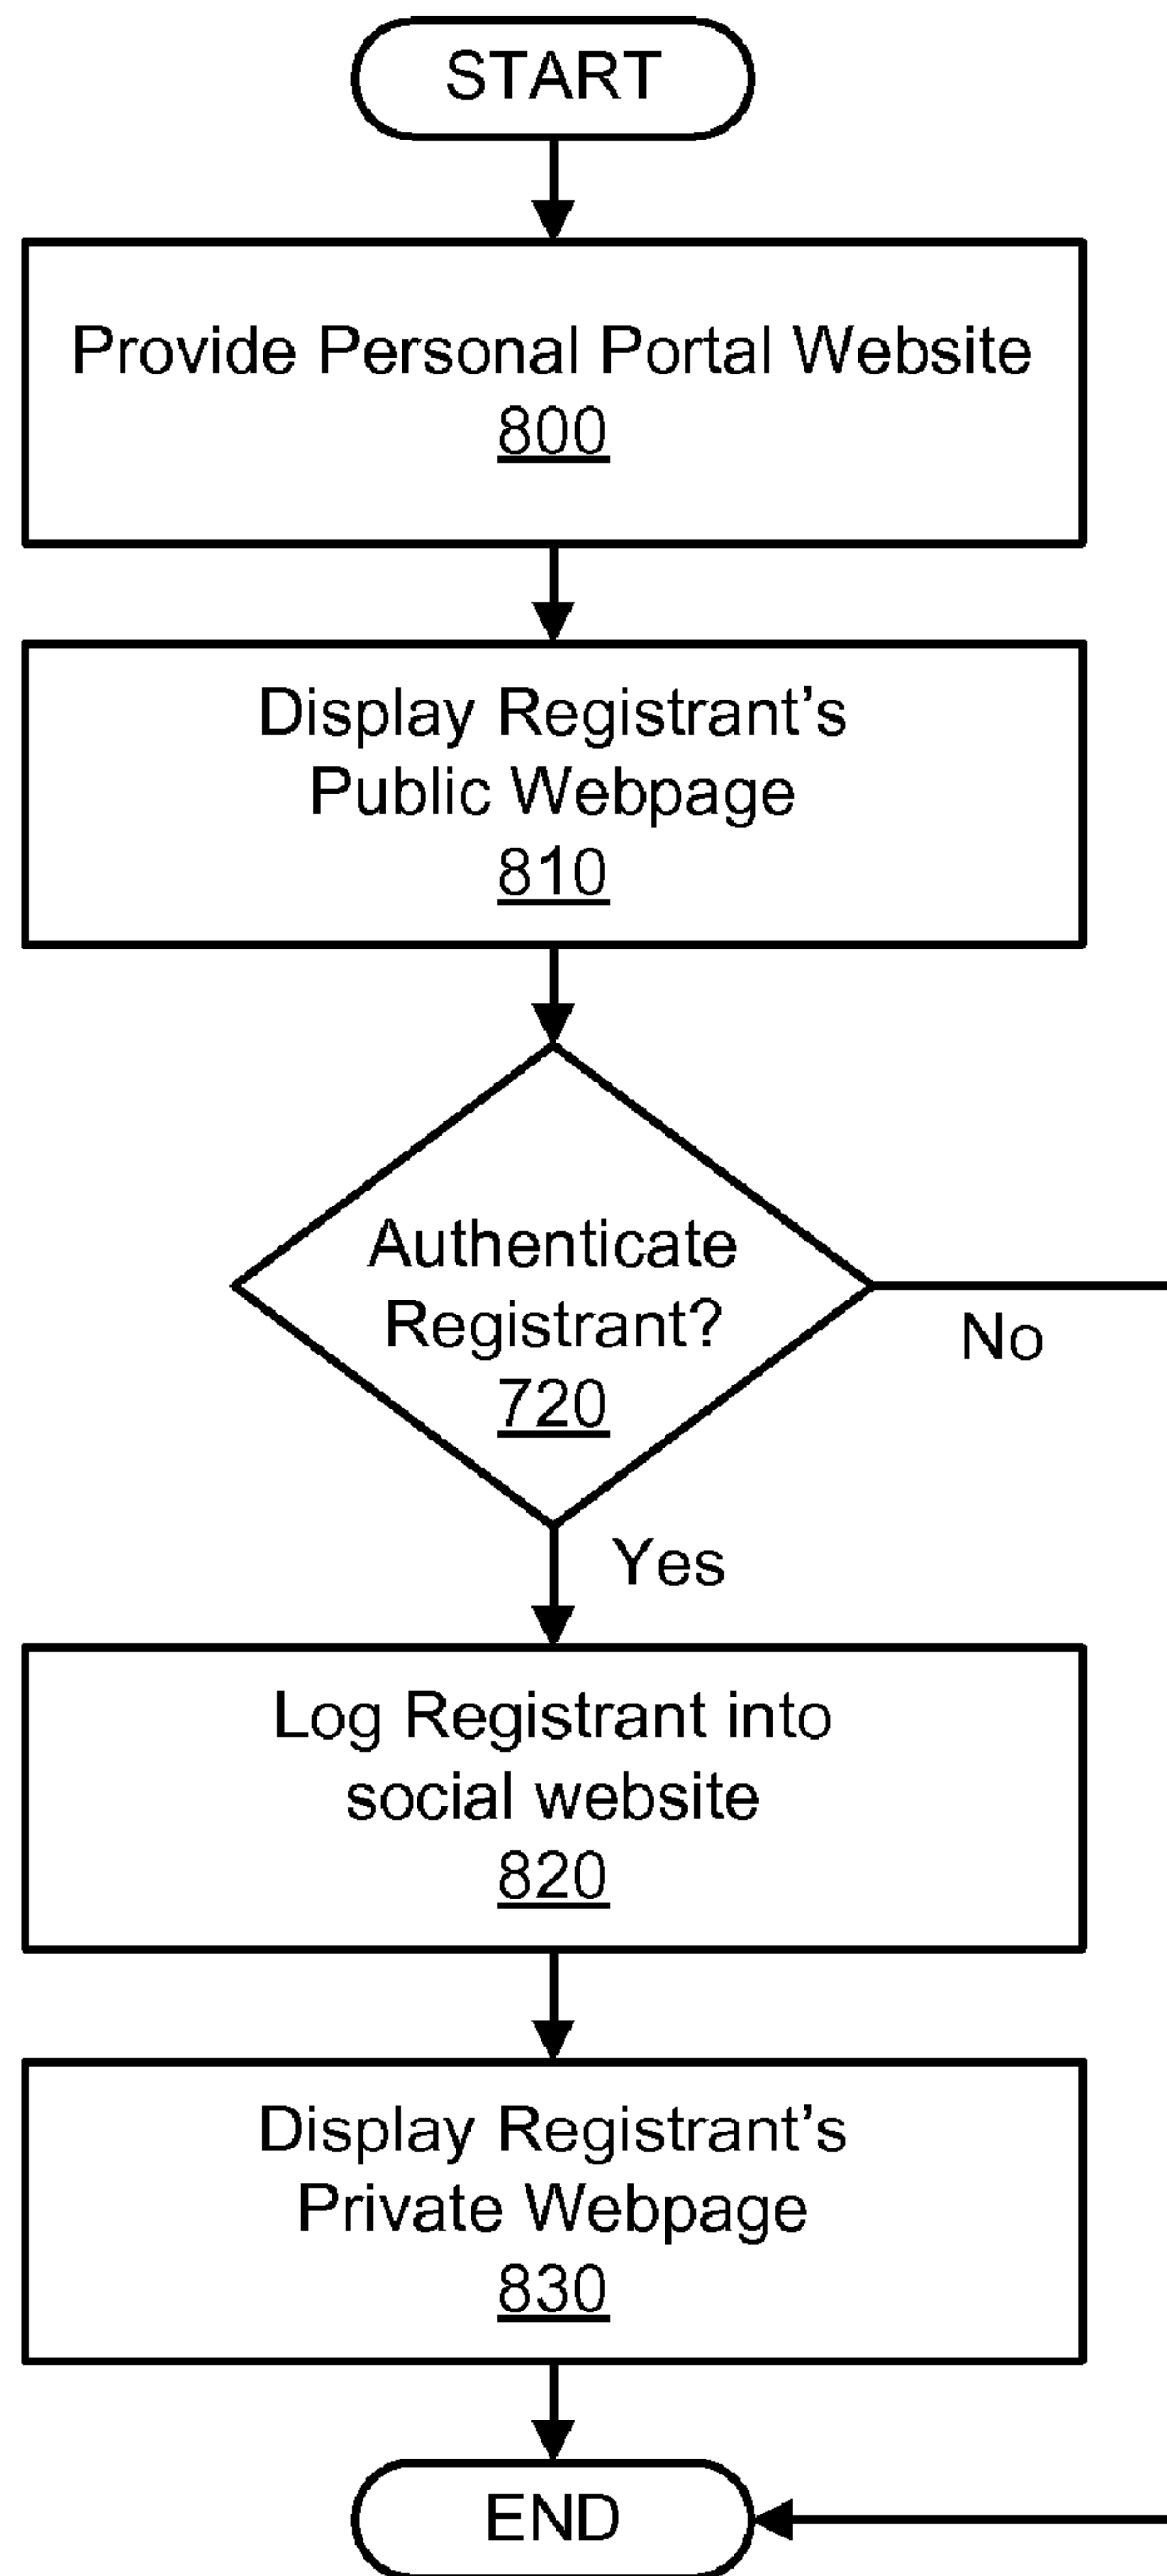 START
Provide Personal Portal Website
800
Display Registrant’s
Public Webpage
810
Authenticate
Registrant?
720
No
Yes
Log Registrant into
social website
820
Display Registrant’s
Private Webpage
830
END